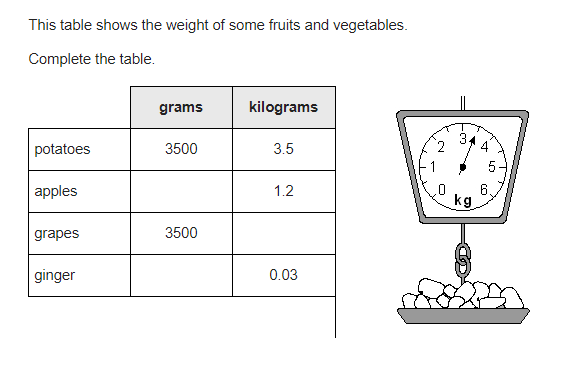 This table shows the weight of some fruits and vegetables.
Complete the table.
grams kilograms
potatoes 3500 3.5
apples 1.2
grapes 3500
ginger 0.03
0 1 2 3 4 5 6
kg